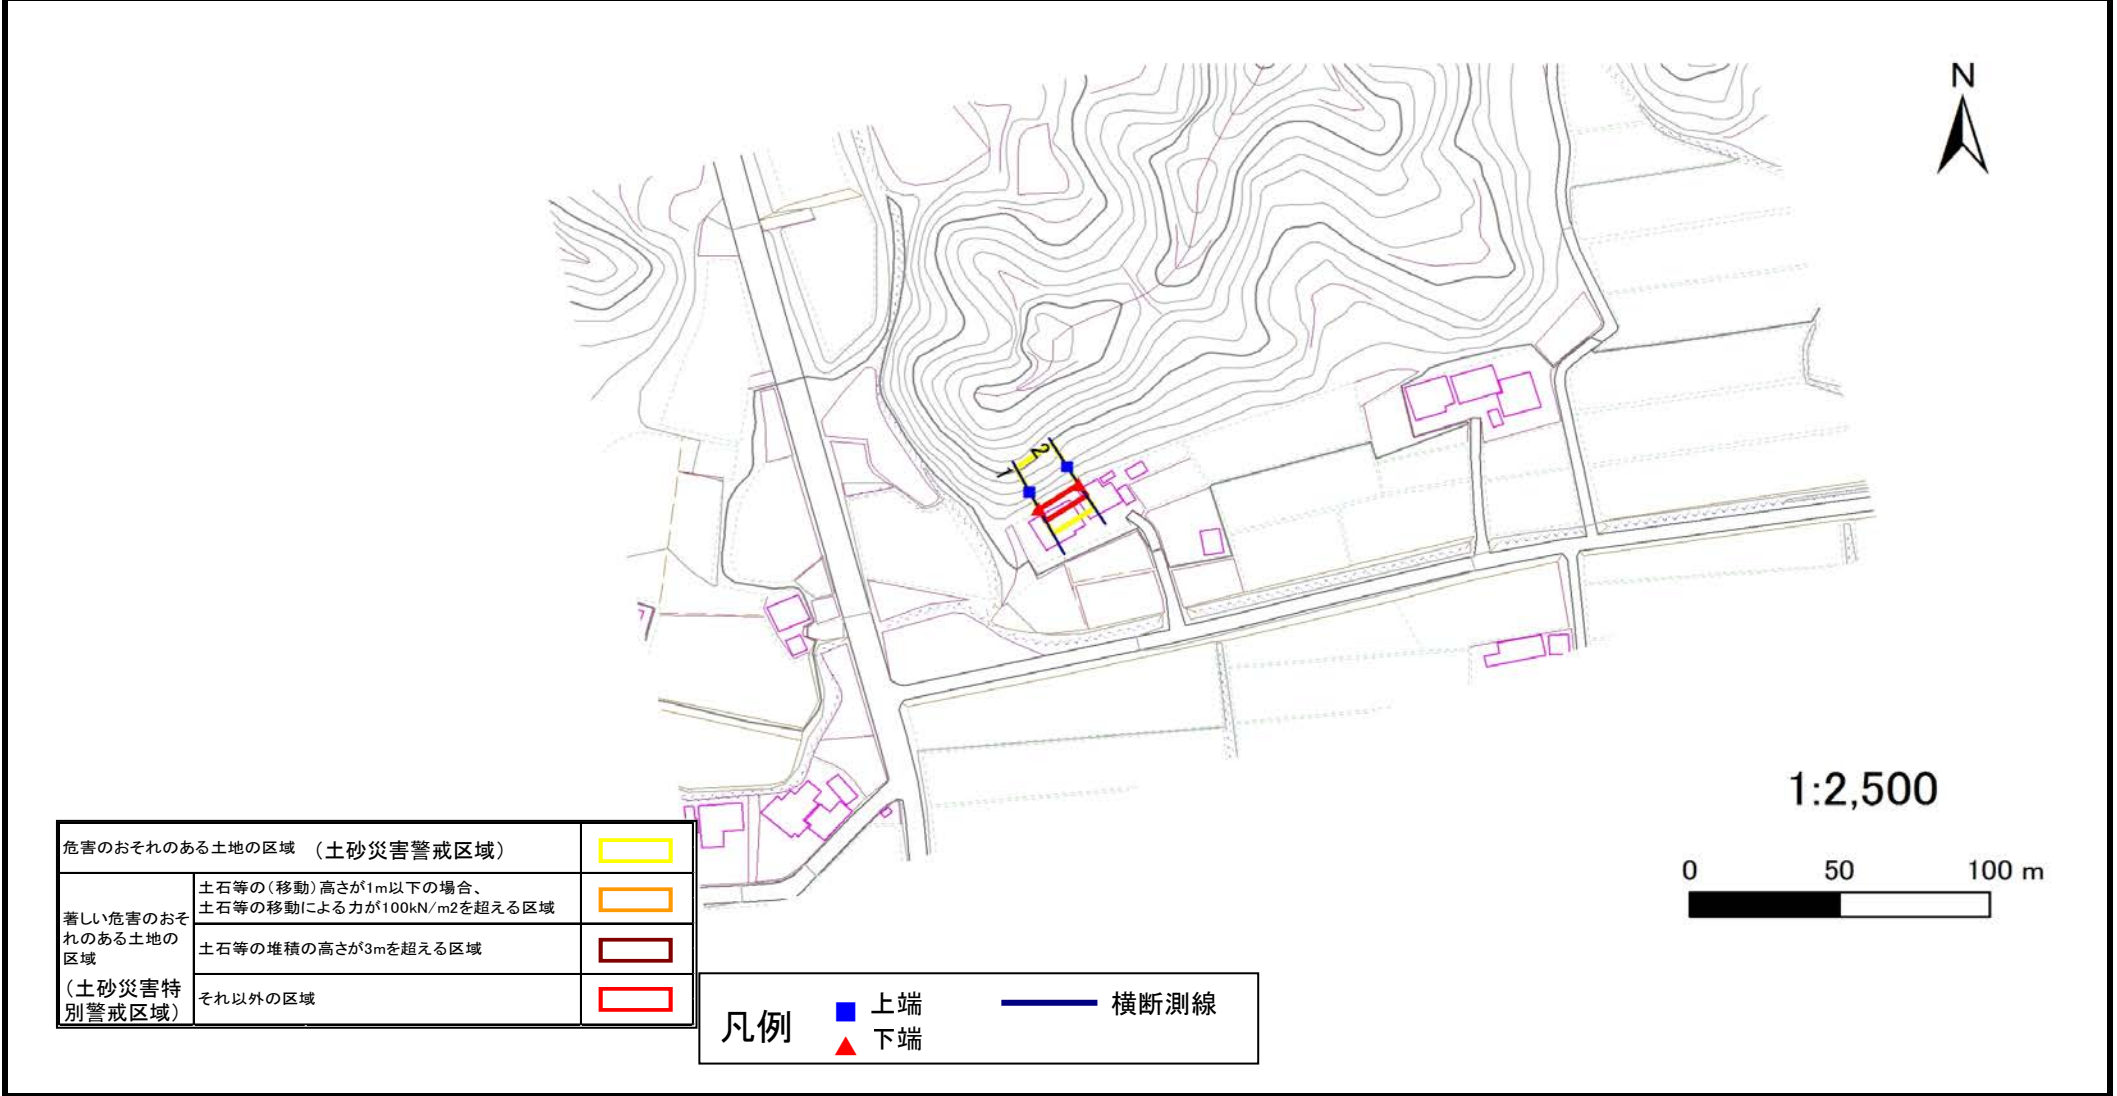 N
1
2
1:2,500
0 50 100 m
危害のおそれのある土地の区域 （土砂災害警戒区域）
著しい危害のおそ
れのある土地の
区域
（土砂災害特
別警戒区域）
土石等の（移動）高さが1m以下の場合、
土石等の移動による力が100kN/m2を超える区域
土石等の堆積の高さが3mを超える区域
それ以外の区域
凡例
上端
下端
横断測線